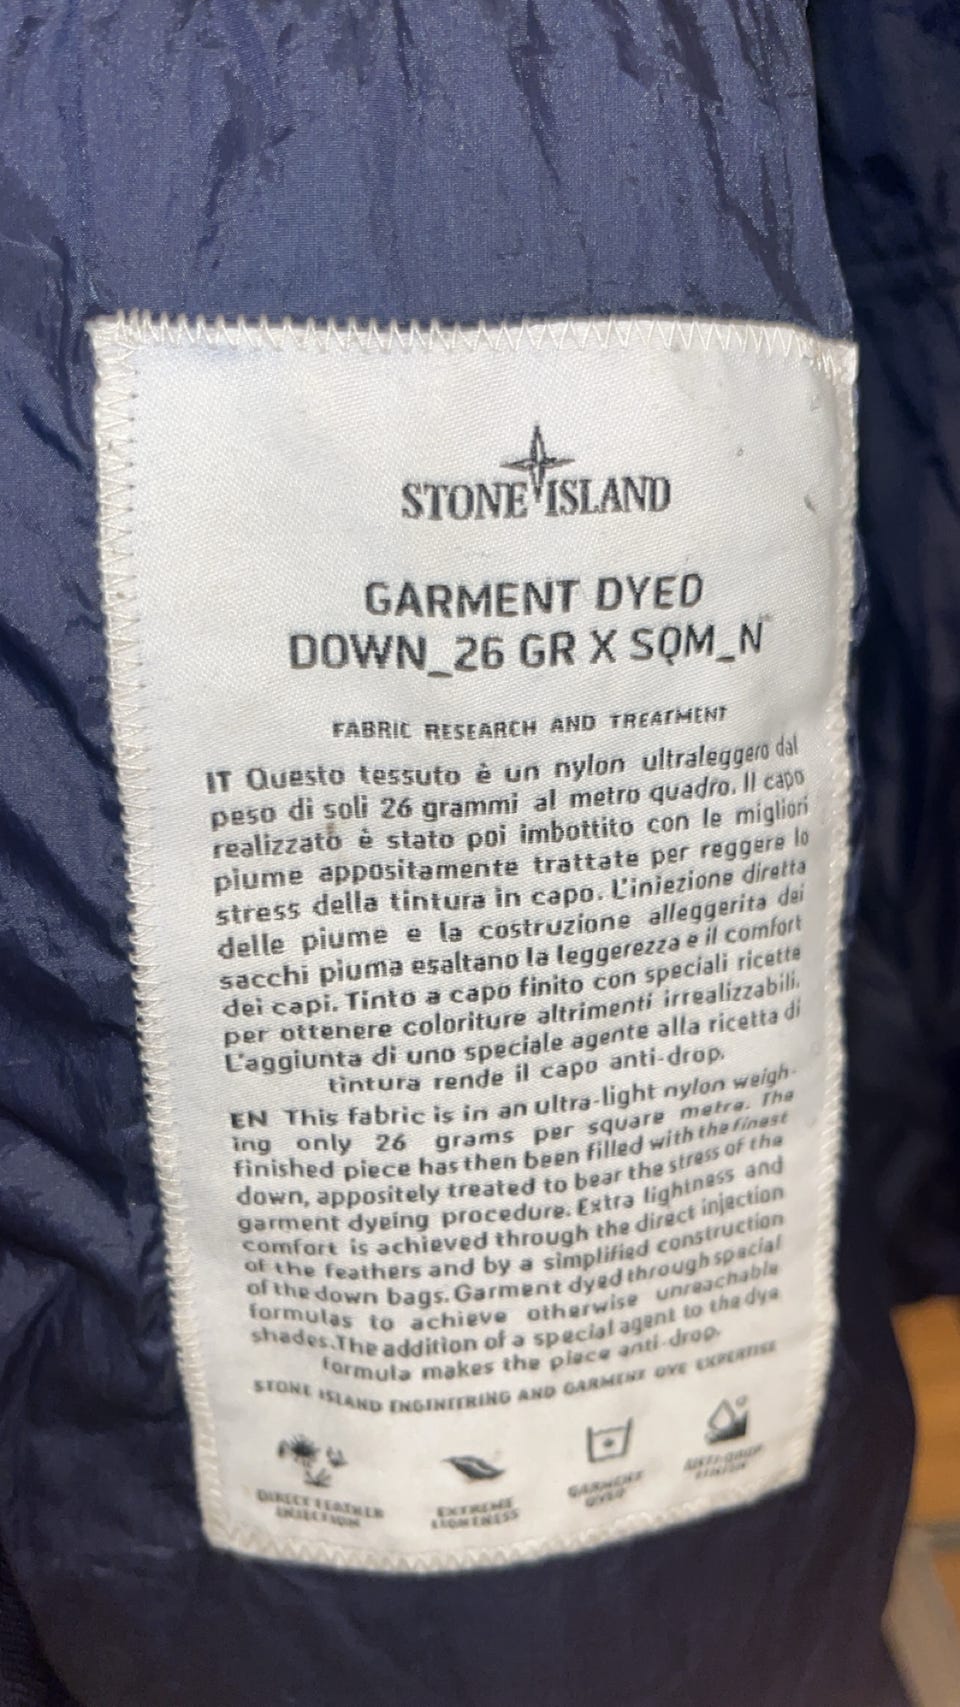 STONE ISLAND
GARMENT DYED
DOWN_26 GR X SQM_N
FABRIC RESEARCH AND TREATMENT
IT Questo tessuto è un nylon ultraleggero dal
peso di soli 26 grammi al metro quadro. Il capo
realizzato è stato poi imbottito con le migliori
piume appositamente trattate per reggere lo
stress della tintura in capo. L'iniezione diretta
delle piume e la costruzione alleggerita dei
sacchi piuma esaltano la leggerezza e il comfort
dei capi. Tinto a capo finito con speciali ricette
per ottenere coloriture altrimenti irrealizzabili.
L'aggiunta di uno speciale agente alla ricetta di
tintura rende il capo anti-drop.
EN This fabric is in an ultra-light nylon weigh-
ing only 26 grams per square metre. The
finished piece has then been filled with the finest
down, appositely treated to bear the stress of the
garment dyeing procedure. Extra lightness and
comfort is achieved through the direct injection
of the feathers and by a simplified construction
of the down bags. Garment dyed through special
formulas to achieve otherwise unreachable
shades.The addition of a special agent to the dye
formula makes the piece anti-drop.
STONE ISLAND ENGINEERING AND GARMENT DYE EXPERTISE
DIRECT FEATHER
INJECTION
EXTREME
LIGHTNESS
GARMENT
DYED
ANTI-DROP